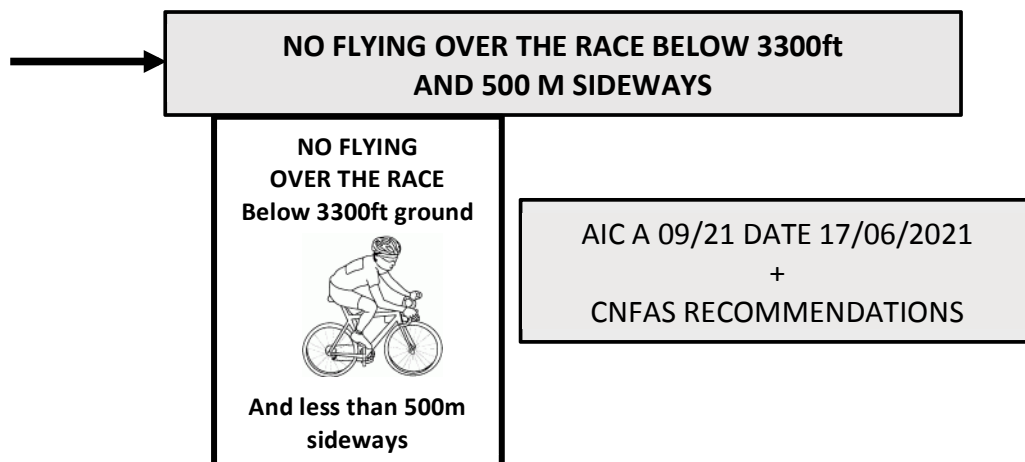 NO FLYING OVER THE RACE BELOW 3300ft
AND 500 M SIDEWAYS
NO FLYING
OVER THE RACE
Below 3300ft ground
And less than 500m
sideways
AIC A 09/21 DATE 17/06/2021
+
CNFAS RECOMMENDATIONS